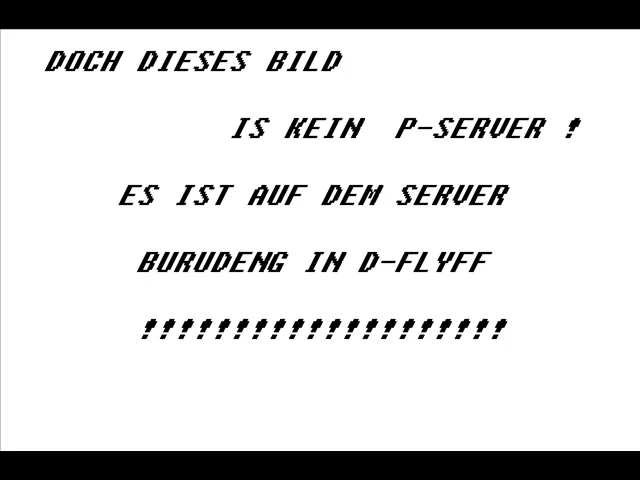 DOCH DIESES BILD
IS KEIN P-SERVER !
ES IST AUF DEM SERVER
BURUDENG IN D-FLYFF
!!!!!!!!!!!!!!!!!!!!